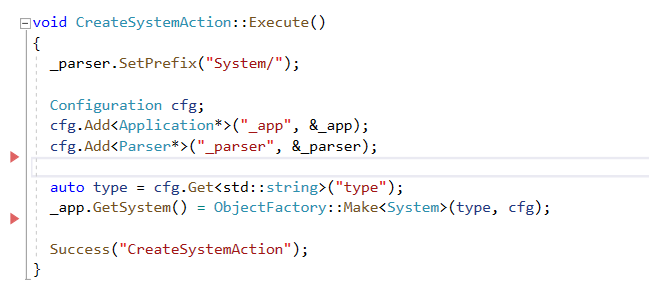 void CreateSystemAction::Execute()
{
_parser.SetPrefix("System/");
Configuration cfg;
cfg.Add<Application*>("_app", &_app);
cfg.Add<Parser*>("_parser", &_parser);
auto type = cfg.Get<std::string>("type");
_app.GetSystem() = ObjectFactory::Make<System>(type, cfg);
Success("CreateSystemAction");
}